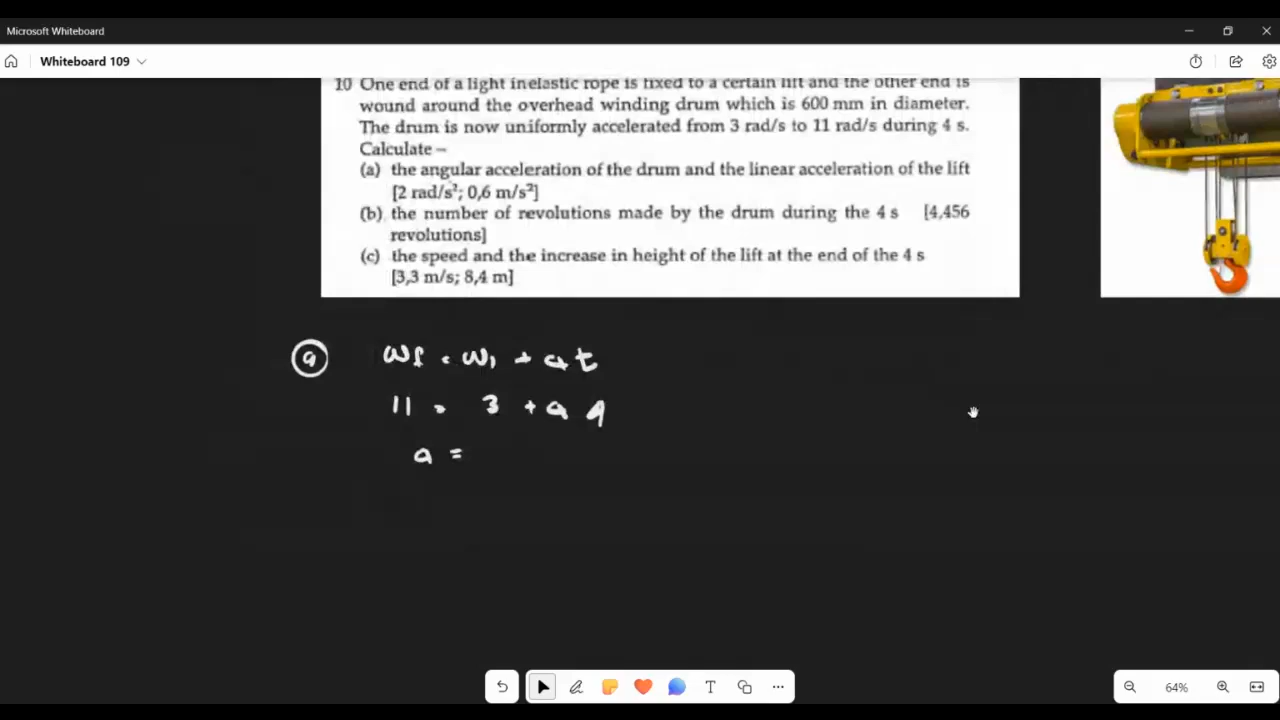 Microsoft Whiteboard
Whiteboard 109
10 One end of a light inelastic rope is fixed to a certain lift and the other end is
wound around the overhead winding drum which is 600 mm in diameter.
The drum is now uniformly accelerated from 3 rad/s to 11 rad/s during 4 s.
Calculate –
(a) the angular acceleration of the drum and the linear acceleration of the lift
[2 rad/s²; 0,6 m/s²]
(b) the number of revolutions made by the drum during the 4 s [4,456
revolutions]
(c) the speed and the increase in height of the lift at the end of the 4 s
[3,3 m/s; 8,4 m]
(a) ωf = ω1 + at
11 = 3 + a 4
a =
T
64%